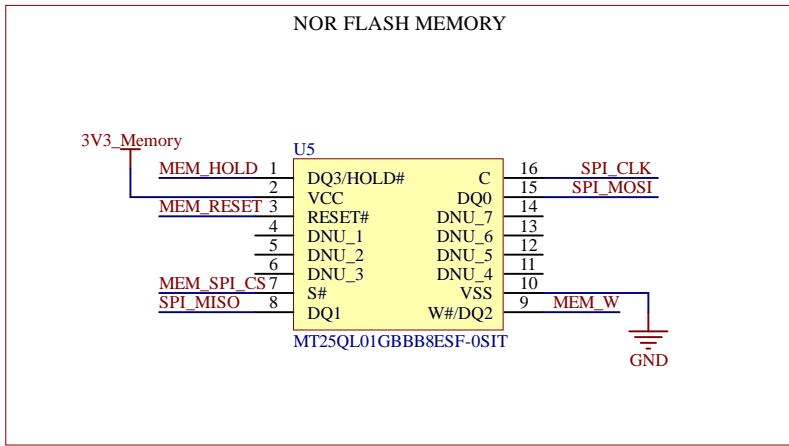 NOR FLASH MEMORY
3V3_Memory
U5
MEM_HOLD 1 DQ3/HOLD# C 16 SPI_CLK
2 VCC DQ0 15 SPI_MOSI
MEM_RESET 3 RESET# DNU_7 14
4 DNU_1 DNU_6 13
5 DNU_2 DNU_5 12
6 DNU_3 DNU_4 11
MEM_SPI_CS 7 S# VSS 10
SPI_MISO 8 DQ1 W#/DQ2 9 MEM_W
MT25QL01GBBB8ESF-0SIT
GND